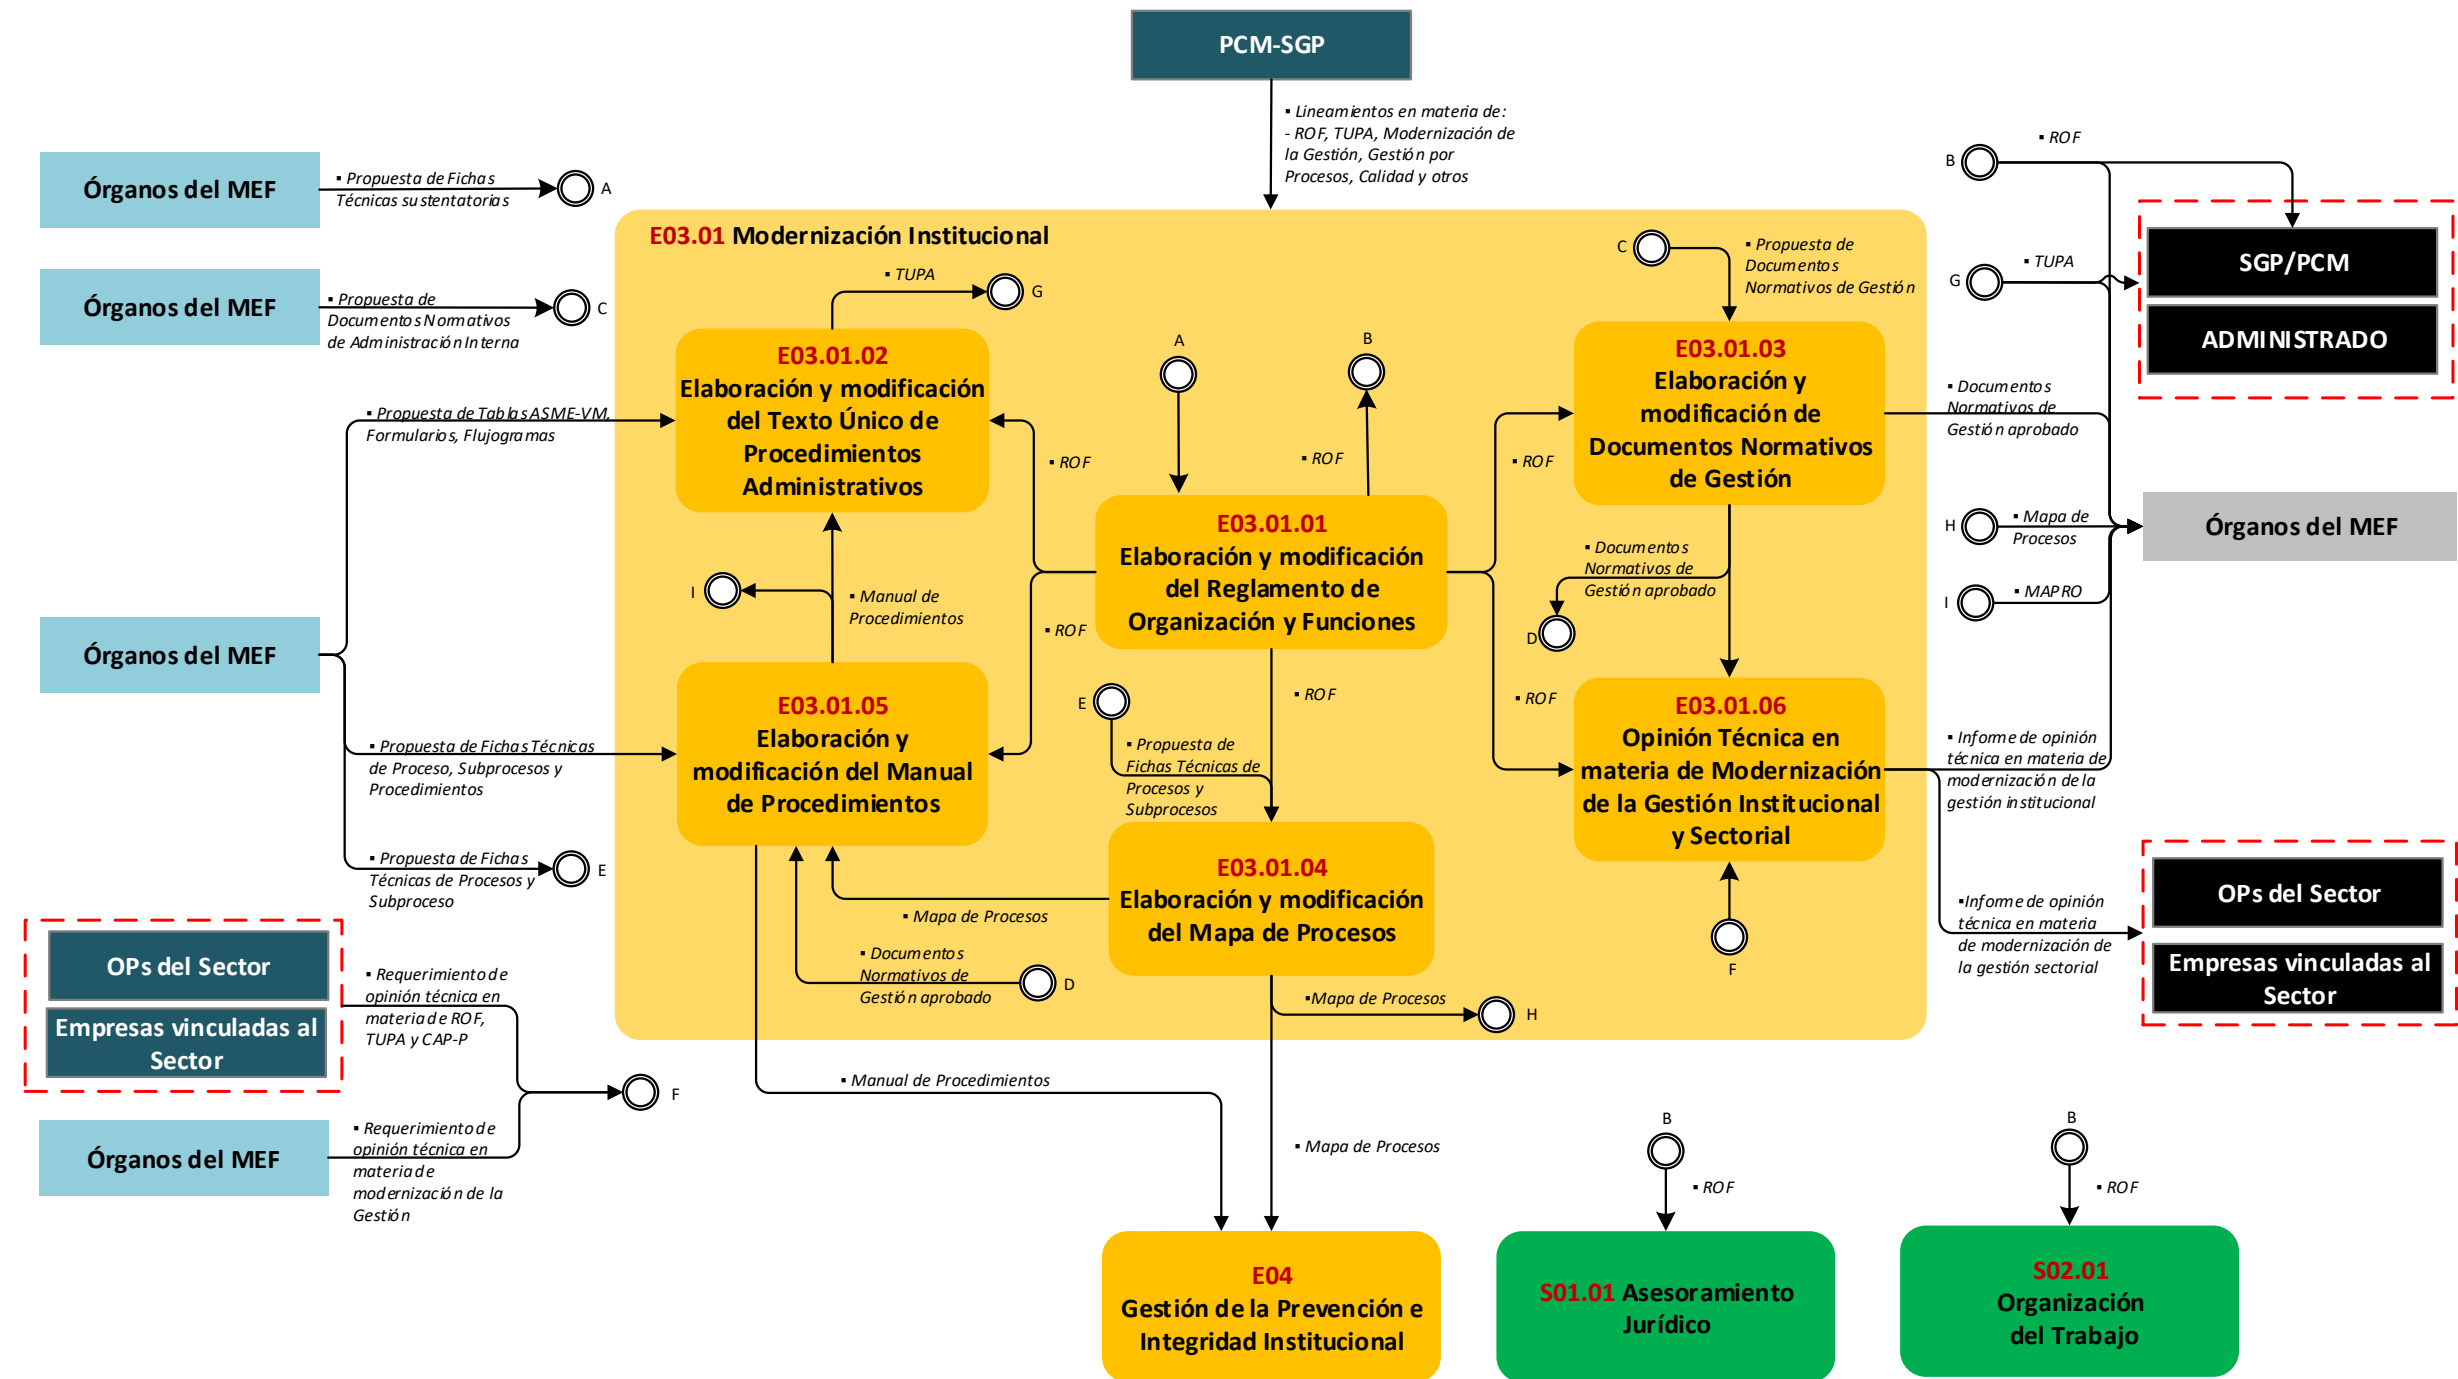 PCM-SGP
▪ Lineamientos en materia de:
- ROF, TUPA, Modernización de
la Gestión, Gestión por
Procesos, Calidad y otros
Órganos del MEF
▪ Propuesta de Fichas
Técnicas sustentatorias
A
Órganos del MEF
▪ Propuesta de
Documentos Normativos
de Administración Interna
C
Órganos del MEF
▪ Propuesta de Tablas ASME-VM,
Formularios, Flujogramas
▪ Propuesta de Fichas Técnicas
de Proceso, Subprocesos y
Procedimientos
▪ Propuesta de Fichas
Técnicas de Procesos y
Subproceso
E
OPs del Sector
Empresas vinculadas al
Sector
▪ Requerimiento de
opinión técnica en
materia de ROF,
TUPA y CAP-P
F
Órganos del MEF
▪ Requerimiento de
opinión técnica en
materia de
modernización de la
Gestión
E03.01 Modernización Institucional
▪ TUPA
G
E03.01.02
Elaboración y modificación
del Texto Único de
Procedimientos
Administrativos
▪ ROF
I
▪ Manual de
Procedimientos
▪ ROF
E03.01.05
Elaboración y
modificación del Manual
de Procedimientos
A
B
▪ ROF
E03.01.01
Elaboración y modificación
del Reglamento de
Organización y Funciones
▪ ROF
E
▪ Propuesta de
Fichas Técnicas de
Procesos y
Subprocesos
E03.01.04
Elaboración y modificación
del Mapa de Procesos
▪ Mapa de Procesos
▪ Documentos
Normativos de
Gestión aprobado
D
▪Mapa de Procesos
H
C
▪ Propuesta de
Documentos
Normativos de Gestión
E03.01.03
Elaboración y
modificación de
Documentos Normativos
de Gestión
▪ ROF
▪ Documentos
Normativos de
Gestión aprobado
D
▪ ROF
E03.01.06
Opinión Técnica en
materia de Modernización
de la Gestión Institucional
y Sectorial
F
B
▪ ROF
G
▪ TUPA
SGP/PCM
ADMINISTRADO
▪ Documentos
Normativos de
Gestión aprobado
H
▪ Mapa de
Procesos
Órganos del MEF
I
▪ MAPRO
▪ Informe de opinión
técnica en materia de
modernización de la
gestión institucional
▪Informe de opinión
técnica en materia
de modernización de
la gestión sectorial
OPs del Sector
Empresas vinculadas al
Sector
▪ Manual de Procedimientos
▪ Mapa de Procesos
E04
Gestión de la Prevención e
Integridad Institucional
B
▪ ROF
S01.01 Asesoramiento
Jurídico
B
▪ ROF
S02.01
Organización
del Trabajo